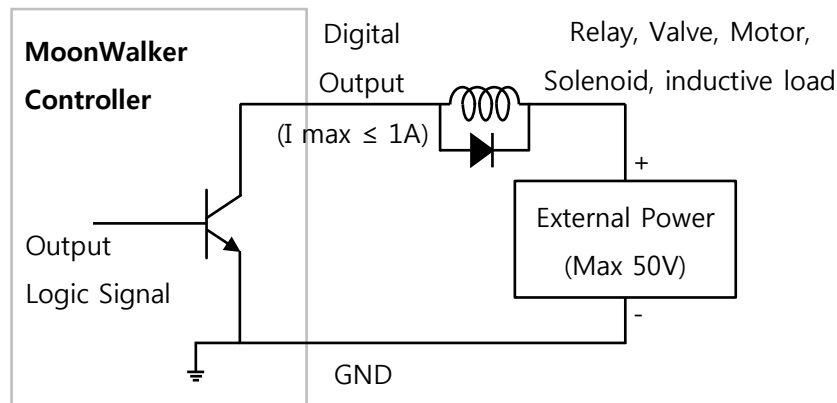 MoonWalker
Controller
Digital
Output
(I max ≤ 1A)
Relay, Valve, Motor,
Solenoid, inductive load
+
External Power
(Max 50V)
-
Output
Logic Signal
GND